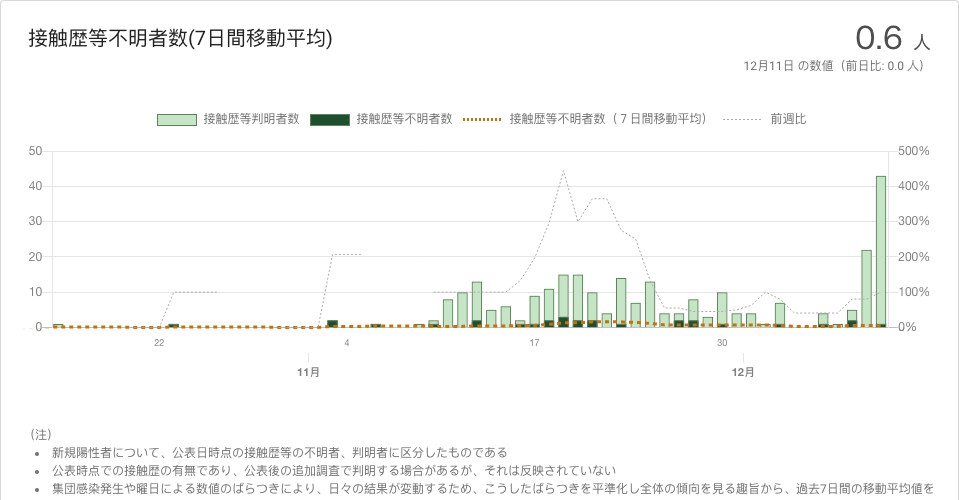 接触歴等不明者数(7日間移動平均)
0.6 人
12月11日 の数値（前日比: 0.0 人）
接触歴等判明者数 接触歴等不明者数 接触歴等不明者数（７日間移動平均） 前週比
50 500%
40 400%
30 300%
20 200%
10 100%
0 0%
22 4 17 30
11月 12月
（注）
• 新規陽性者について、公表日時点の接触歴等の不明者、判明者に区分したものである
• 公表時点での接触歴の有無であり、公表後の追加調査で判明する場合があるが、それは反映されていない
• 集団感染発生や曜日による数値のばらつきにより、日々の結果が変動するため、こうしたばらつきを平準化し全体の傾向を見る趣旨から、過去7日間の移動平均値を